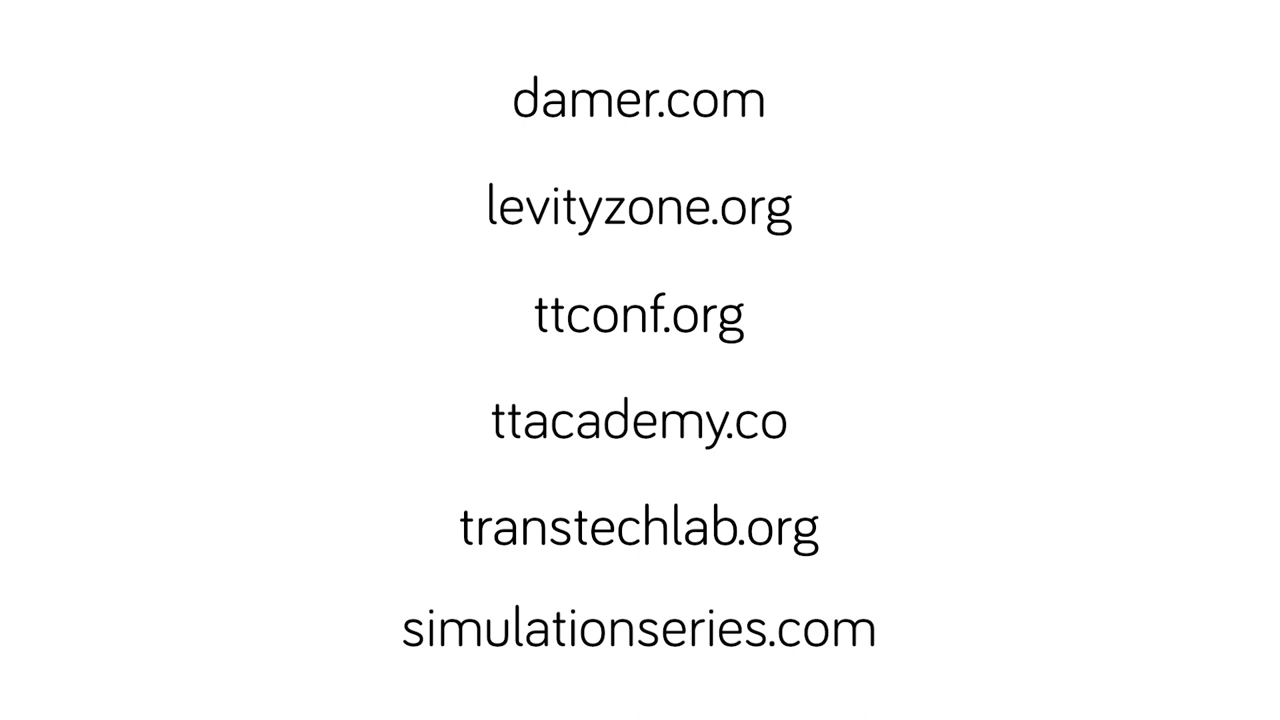 damer.com
levityzone.org
ttconf.org
ttacademy.co
transtechlab.org
simulationseries.com